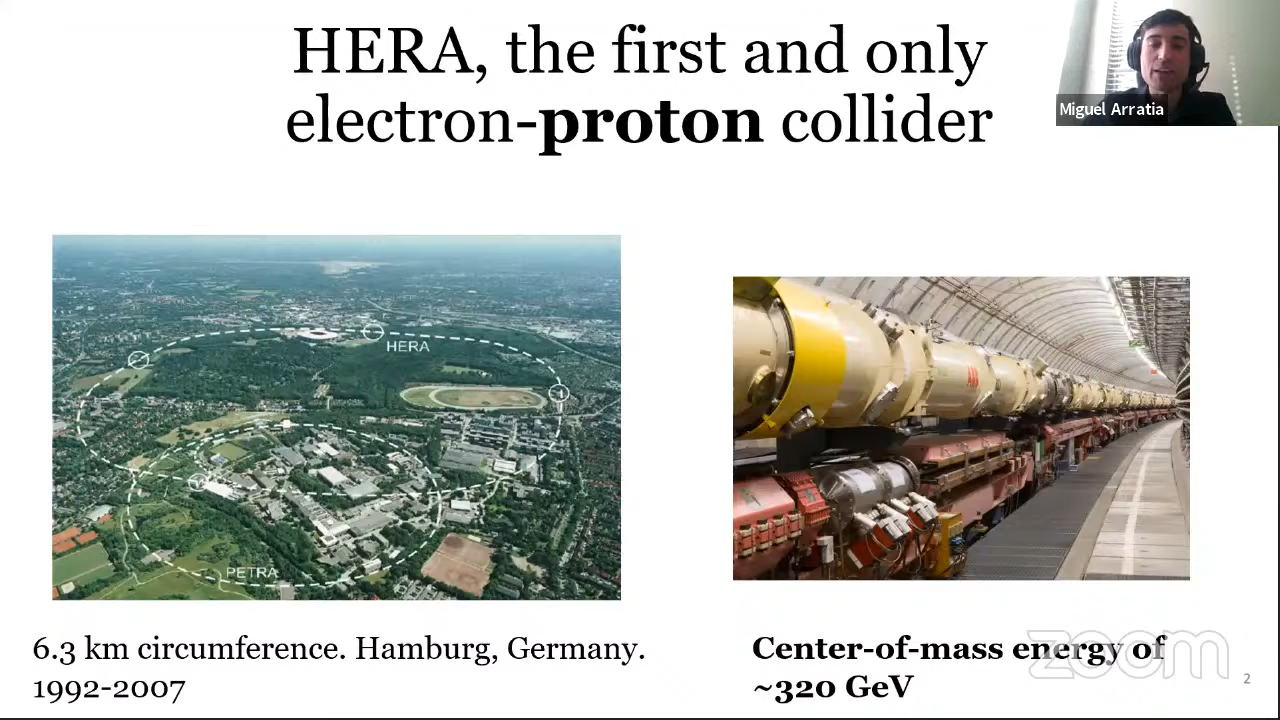 HERA, the first and only
electron-proton collider
Miguel Arratia
HERA
PETRA
ABB
6.3 km circumference. Hamburg, Germany.
1992-2007
Center-of-mass energy of
~320 GeV
zoom
2